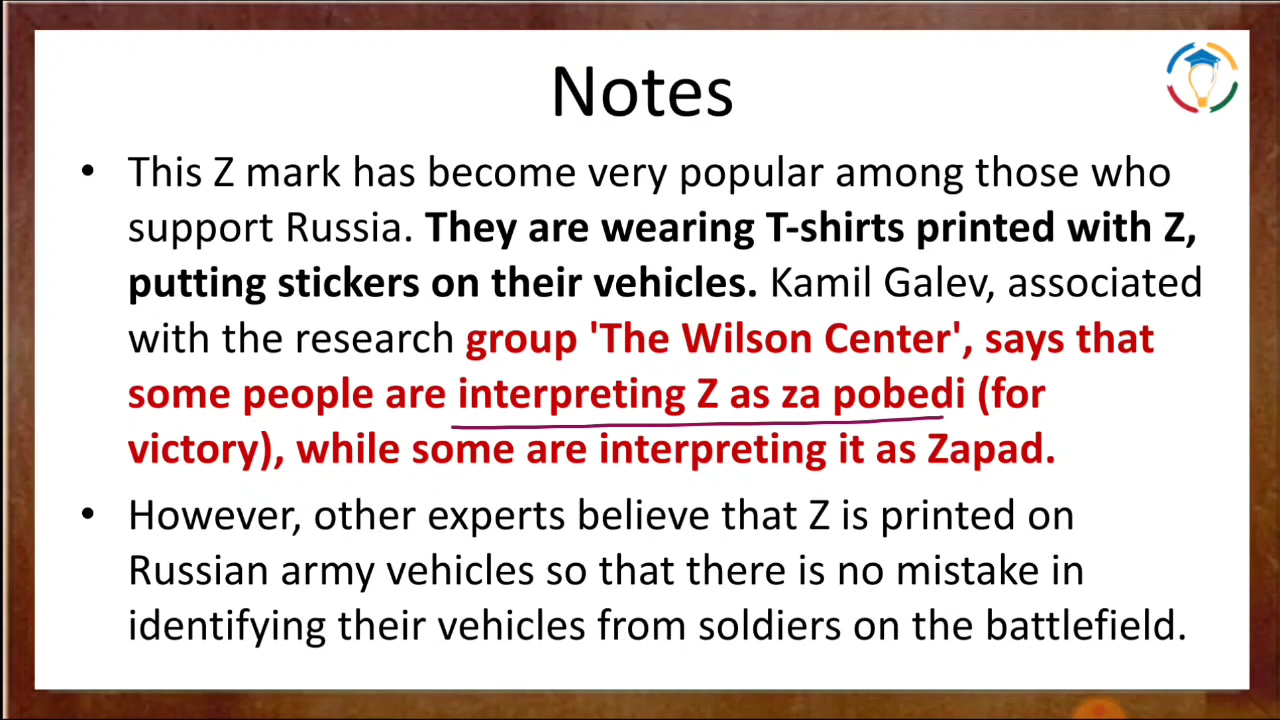 Notes
• This Z mark has become very popular among those who
support Russia. They are wearing T-shirts printed with Z,
putting stickers on their vehicles. Kamil Galev, associated
with the research group 'The Wilson Center', says that
some people are interpreting Z as za pobedi (for
victory), while some are interpreting it as Zapad.
• However, other experts believe that Z is printed on
Russian army vehicles so that there is no mistake in
identifying their vehicles from soldiers on the battlefield.